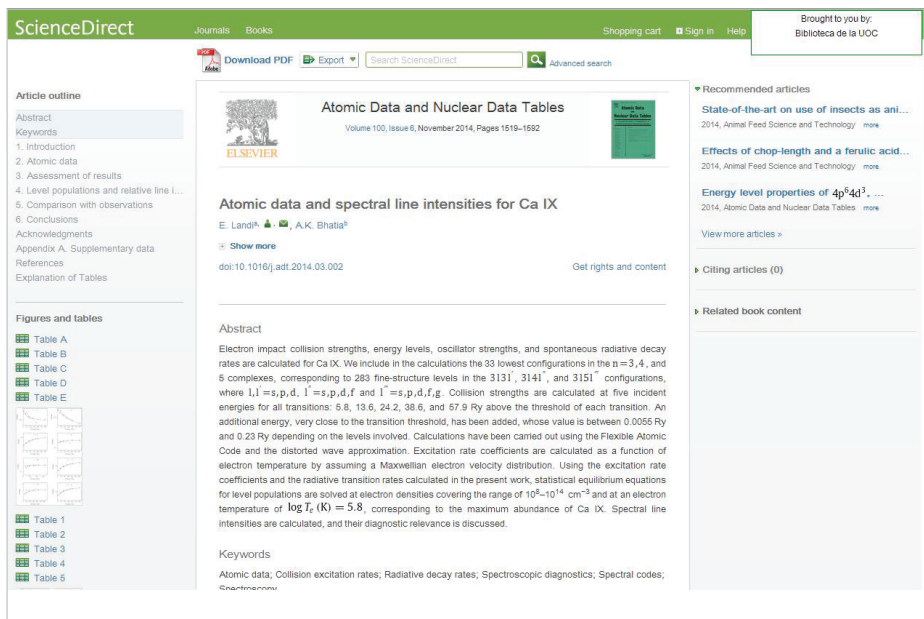 ScienceDirect
Journals Books
Shopping cart Sign in Help
Brought to you by:
Biblioteca de la UOC
PDF
Adobe
Download PDF Export Search ScienceDirect Advanced search
Article outline
Abstract
Keywords
1. Introduction
2. Atomic data
3. Assessment of results
4. Level populations and relative line i...
5. Comparison with observations
6. Conclusions
Acknowledgments
Appendix A. Supplementary data
References
Explanation of Tables
Figures and tables
Table A
Table B
Table C
Table D
Table E
Table 1
Table 2
Table 3
Table 4
Table 5
ELSEVIER
Atomic Data and Nuclear Data Tables
Volume 100, Issue 6, November 2014, Pages 1519–1592
Atomic Data and
Nuclear Data Tables
Atomic data and spectral line intensities for Ca IX
E. Landiᵃ, , A.K. Bhatiaᵇ
Show more
doi:10.1016/j.adt.2014.03.002 Get rights and content
Abstract
Electron impact collision strengths, energy levels, oscillator strengths, and spontaneous radiative decay
rates are calculated for Ca IX. We include in the calculations the 33 lowest configurations in the n=3,4, and
5 complexes, corresponding to 283 fine-structure levels in the 3l3l′, 3l4l″, and 3l5l‴ configurations,
where l,l′=s,p,d, l″=s,p,d,f and l‴=s,p,d,f,g. Collision strengths are calculated at five incident
energies for all transitions: 5.8, 13.6, 24.2, 38.6, and 57.9 Ry above the threshold of each transition. An
additional energy, very close to the transition threshold, has been added, whose value is between 0.0055 Ry
and 0.23 Ry depending on the levels involved. Calculations have been carried out using the Flexible Atomic
Code and the distorted wave approximation. Excitation rate coefficients are calculated as a function of
electron temperature by assuming a Maxwellian electron velocity distribution. Using the excitation rate
coefficients and the radiative transition rates calculated in the present work, statistical equilibrium equations
for level populations are solved at electron densities covering the range of 10⁸–10¹⁴ cm⁻³ and at an electron
temperature of log Tₑ (K) = 5.8, corresponding to the maximum abundance of Ca IX. Spectral line
intensities are calculated, and their diagnostic relevance is discussed.
Keywords
Atomic data; Collision excitation rates; Radiative decay rates; Spectroscopic diagnostics; Spectral codes;
Spectroscopy
Recommended articles
State-of-the-art on use of insects as ani...
2014, Animal Feed Science and Technology more
Effects of chop-length and a ferulic acid...
2014, Animal Feed Science and Technology more
Energy level properties of 4p⁶4d³, ...
2014, Atomic Data and Nuclear Data Tables more
View more articles »
Citing articles (0)
Related book content